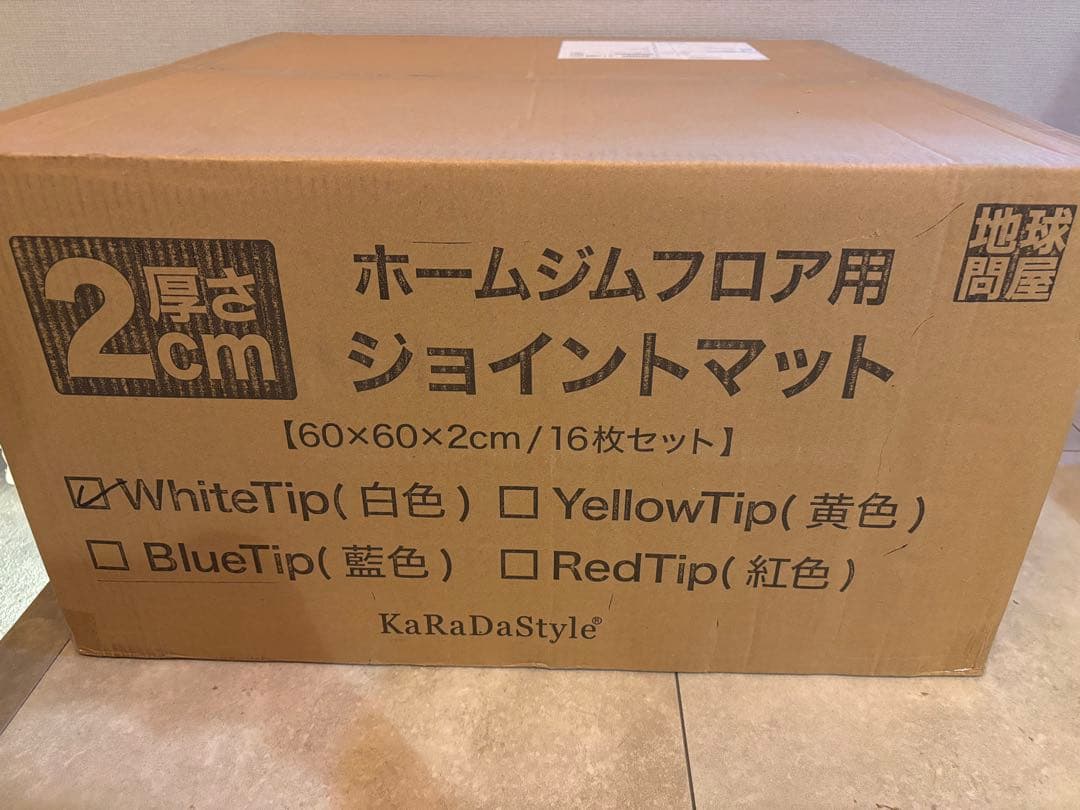 厚さ
2cm
ホームジムフロア用
ジョイントマット
地球
問屋
【60×60×2cm/16枚セット】
☑WhiteTip(白色) □YellowTip(黄色)
□BlueTip(藍色) □RedTip(紅色)
KaRaDaStyle®